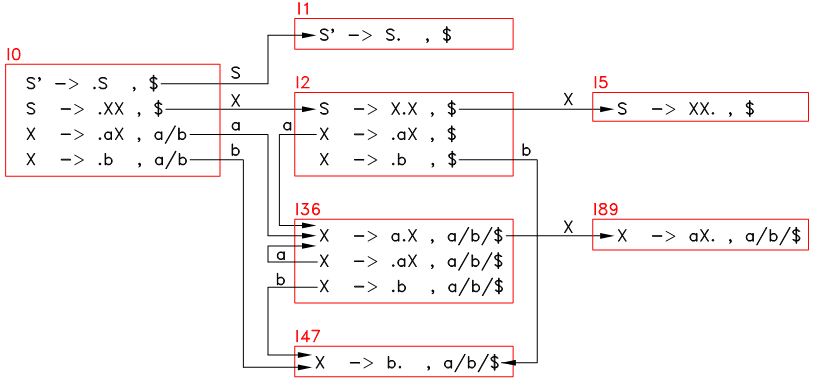 I1
S' -> S. , $
I0
S' -> .S , $
S -> .XX , $
X -> .aX , a/b
X -> .b , a/b
S
X
a
b
I2
S -> X.X , $
X -> .aX , $
X -> .b , $
a
X
b
I5
S -> XX. , $
I36
X -> a.X , a/b/$
X -> .aX , a/b/$
X -> .b , a/b/$
a
b
X
I89
X -> aX. , a/b/$
I47
X -> b. , a/b/$